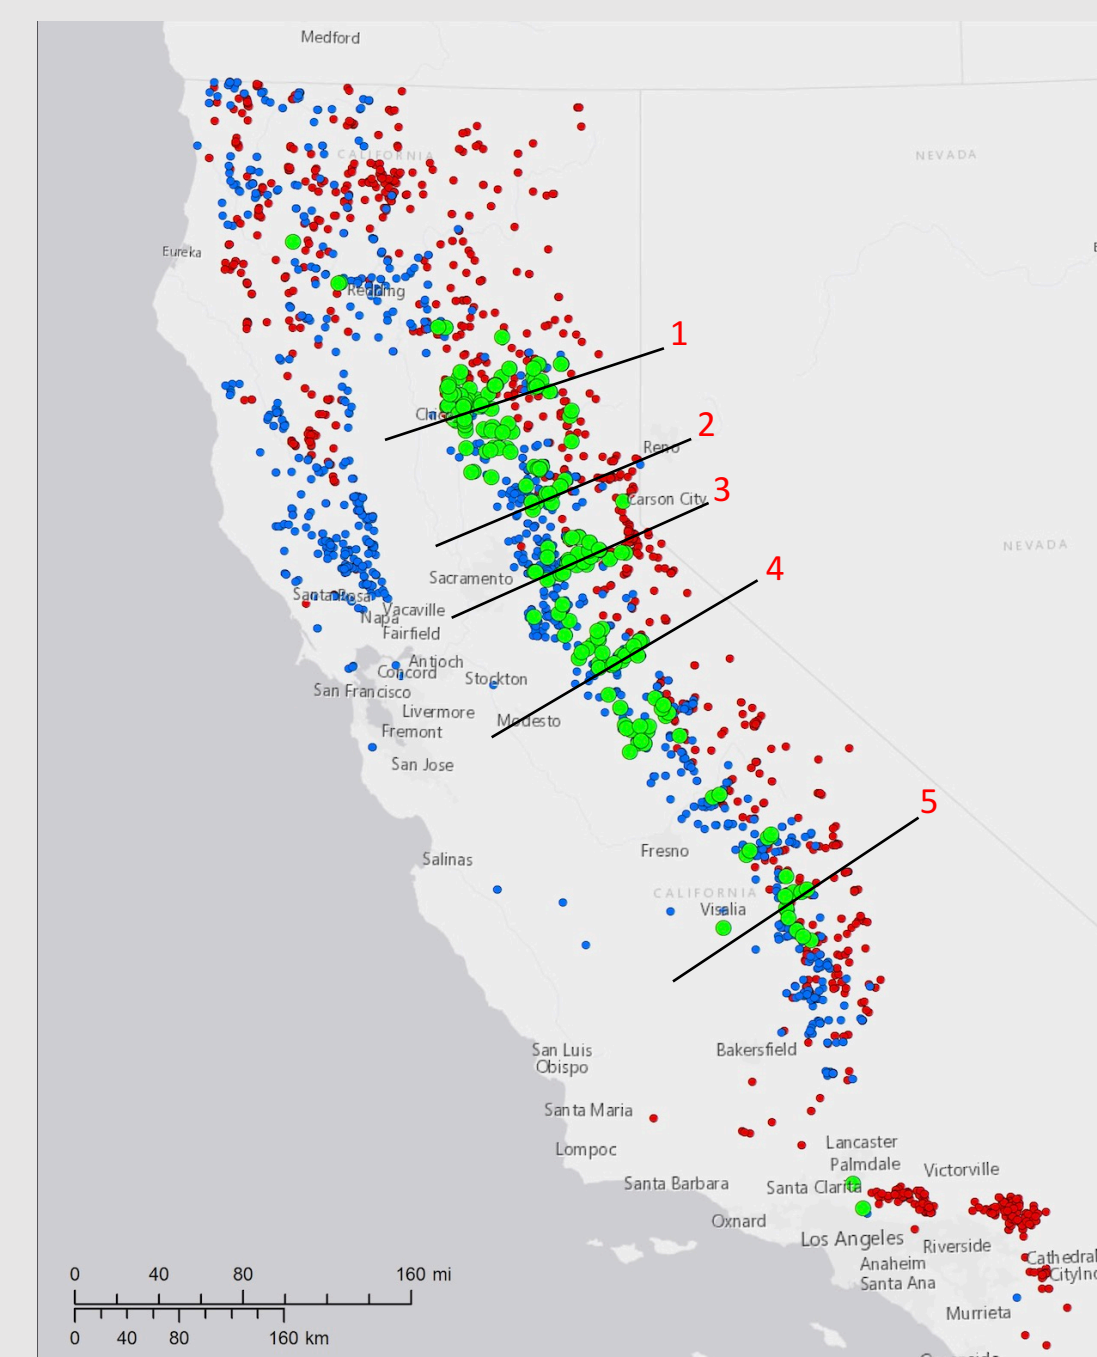 Medford
CALIFORNIA
NEVADA
Eureka
E
Redding
1
Chico
2
Reno
3
Carson City
NEVADA
4
Sacramento
Santa Rosa
Vacaville
Napa
Fairfield
Antioch
Concord
Stockton
San Francisco
Livermore
Modesto
Fremont
San Jose
5
Salinas
Fresno
CALIFORNIA
Visalia
San Luis
Obispo
Bakersfield
Santa Maria
Lancaster
Lompoc
Palmdale
Victorville
Santa Barbara
Santa Clarita
Oxnard
Los Angeles
Riverside
Cathedral
City
Anaheim
Santa Ana
Murrieta
0 40 80 160 mi
0 40 80 160 km